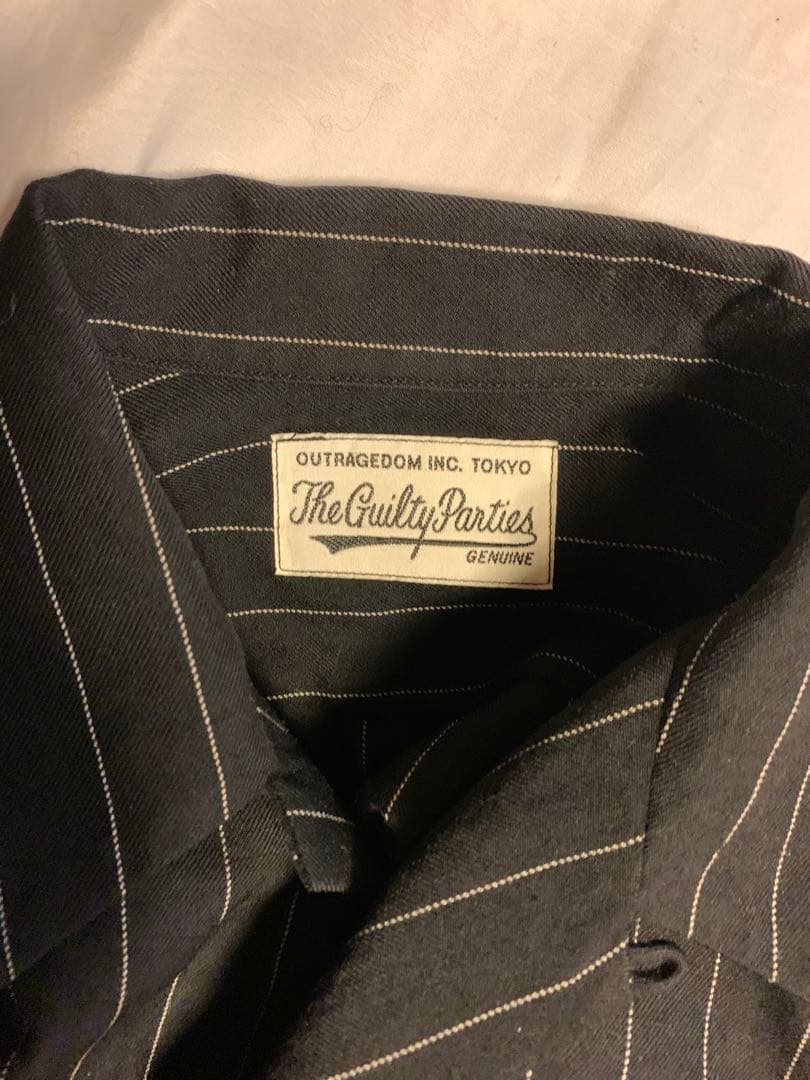 OUTRAGEDOM INC. TOKYO
The Guilty Parties
GENUINE